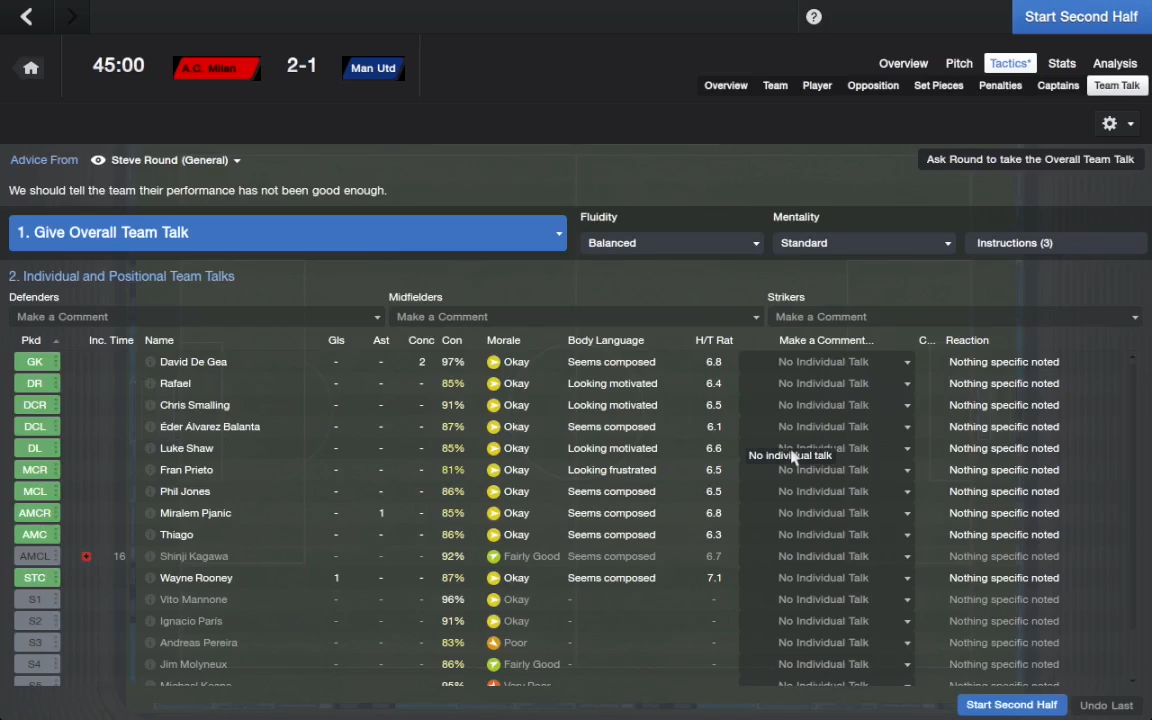 Start Second Half
45:00 A.C. Milan 2-1 Man Utd
Overview Pitch Tactics* Stats Analysis
Overview Team Player Opposition Set Pieces Penalties Captains Team Talk
Advice From Steve Round (General)
Ask Round to take the Overall Team Talk
We should tell the team their performance has not been good enough.
Fluidity Mentality
1. Give Overall Team Talk Balanced Standard Instructions (3)
2. Individual and Positional Team Talks
Defenders Midfielders Strikers
Make a Comment Make a Comment Make a Comment
Pkd Inc. Time Name Gls Ast Conc Con Morale Body Language H/T Rat Make a Comment... C... Reaction
GK David De Gea - - 2 97% Okay Seems composed 6.8 No Individual Talk Nothing specific noted
DR Rafael - - - 85% Okay Looking motivated 6.4 No Individual Talk Nothing specific noted
DCR Chris Smalling - - - 91% Okay Looking motivated 6.5 No Individual Talk Nothing specific noted
DCL Éder Álvarez Balanta - - - 87% Okay Seems composed 6.1 No Individual Talk Nothing specific noted
DL Luke Shaw - - - 85% Okay Looking motivated 6.6 No Individual Talk Nothing specific noted
No individual talk
MCR Fran Prieto - - - 81% Okay Looking frustrated 6.5 No Individual Talk Nothing specific noted
MCL Phil Jones - - - 86% Okay Seems composed 6.5 No Individual Talk Nothing specific noted
AMCR Miralem Pjanic - 1 - 85% Okay Seems composed 6.8 No Individual Talk Nothing specific noted
AMC Thiago - - - 86% Okay Seems composed 6.3 No Individual Talk Nothing specific noted
AMCL 16 Shinji Kagawa - - - 92% Fairly Good Seems composed 6.7 No Individual Talk Nothing specific noted
STC Wayne Rooney 1 - - 87% Okay Seems composed 7.1 No Individual Talk Nothing specific noted
S1 Vito Mannone - - - 96% Okay - - No Individual Talk Nothing specific noted
S2 Ignacio París - - - 91% Okay - - No Individual Talk Nothing specific noted
S3 Andreas Pereira - - - 83% Poor - - No Individual Talk Nothing specific noted
S4 Jim Molyneux - - - 86% Fairly Good - - No Individual Talk Nothing specific noted
S5 Michael Keane - - - 95% Very Poor - - No Individual Talk Nothing specific noted
Start Second Half Undo Last